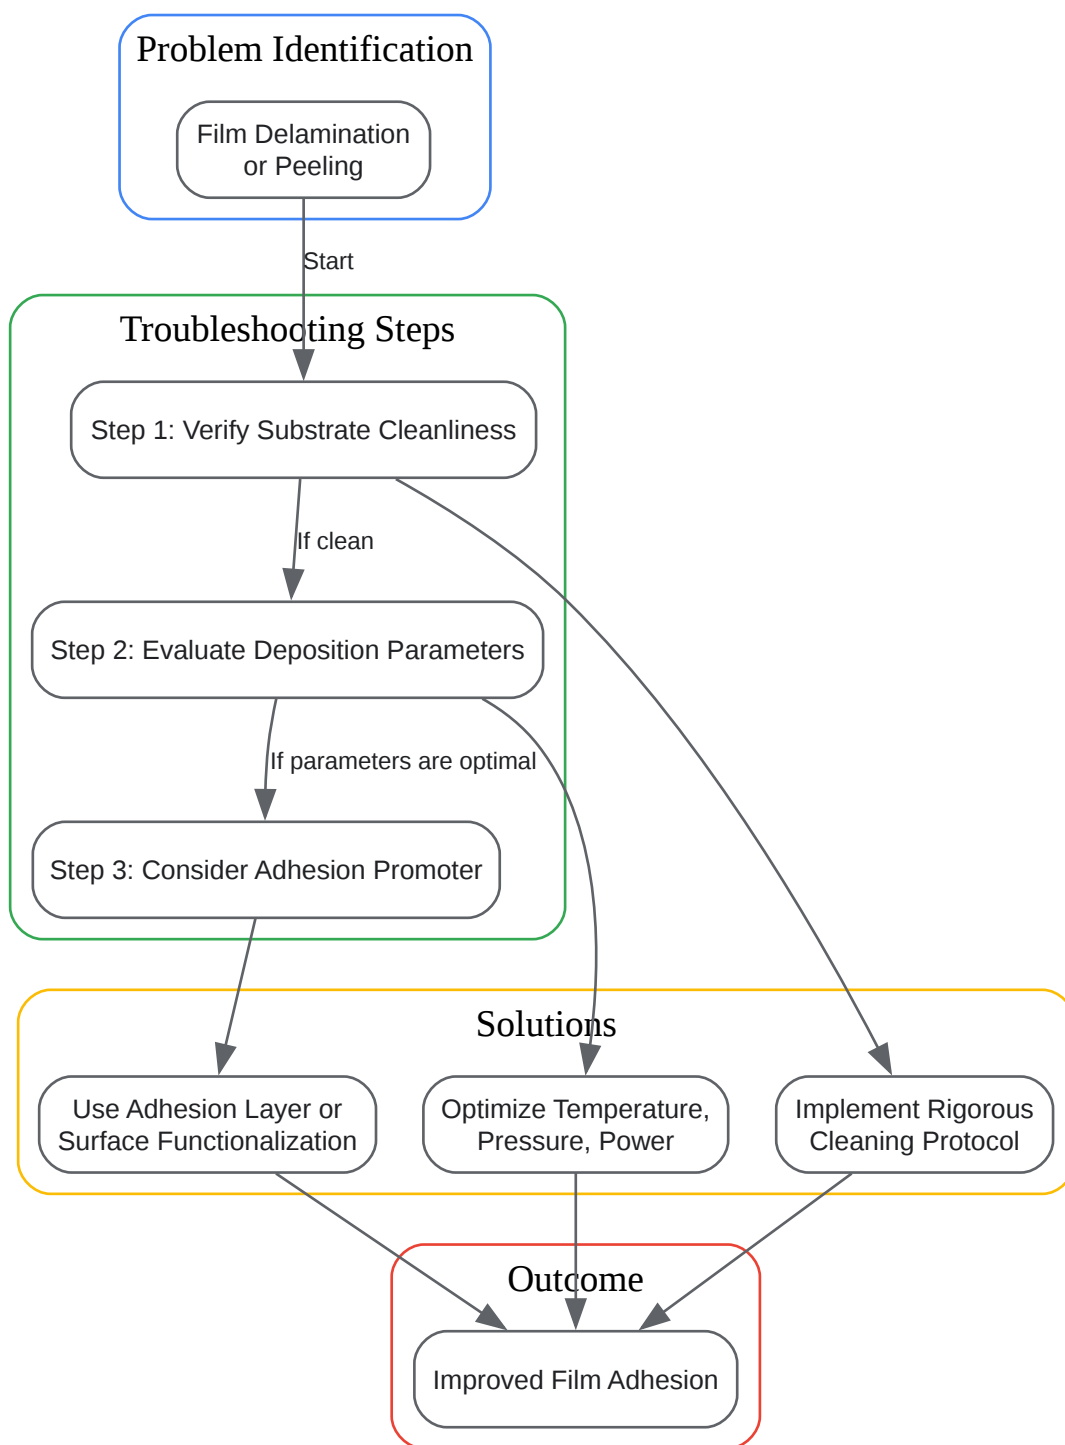 Problem Identification
Film Delamination
or Peeling
Start
Troubleshooting Steps
Step 1: Verify Substrate Cleanliness
If clean
Step 2: Evaluate Deposition Parameters
If parameters are optimal
Step 3: Consider Adhesion Promoter
Solutions
Use Adhesion Layer or
Surface Functionalization
Optimize Temperature,
Pressure, Power
Implement Rigorous
Cleaning Protocol
Outcome
Improved Film Adhesion